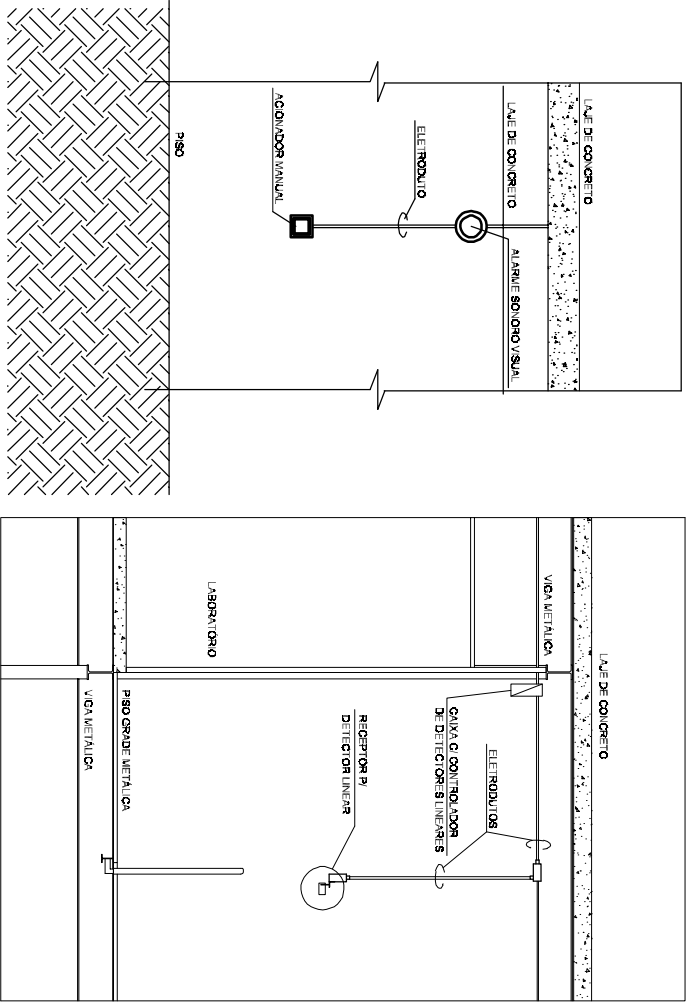 LAJE DE CONCRETO
LAJE DE CONCRETO
ALARME SONORO VISUAL
ELETRODUTO
ACIONADOR MANUAL
PISO
LAJE DE CONCRETO
VIGA METÁLICA
ELETRODUTOS
CAIXA C/ CONTROLADOR
DE DETECTORES LINEARES
RECEPTOR P/
DETECTOR LINEAR
LABORATORIO
PISO GRADE METÁLICA
VIGA METÁLICA